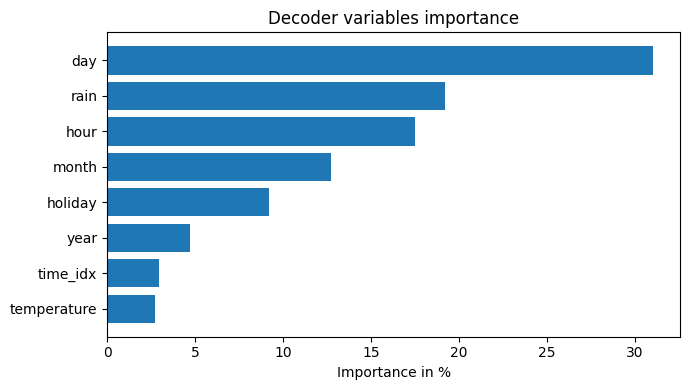 Decoder variables importance
day
rain
hour
month
holiday
year
time_idx
temperature
0 5 10 15 20 25 30
Importance in %